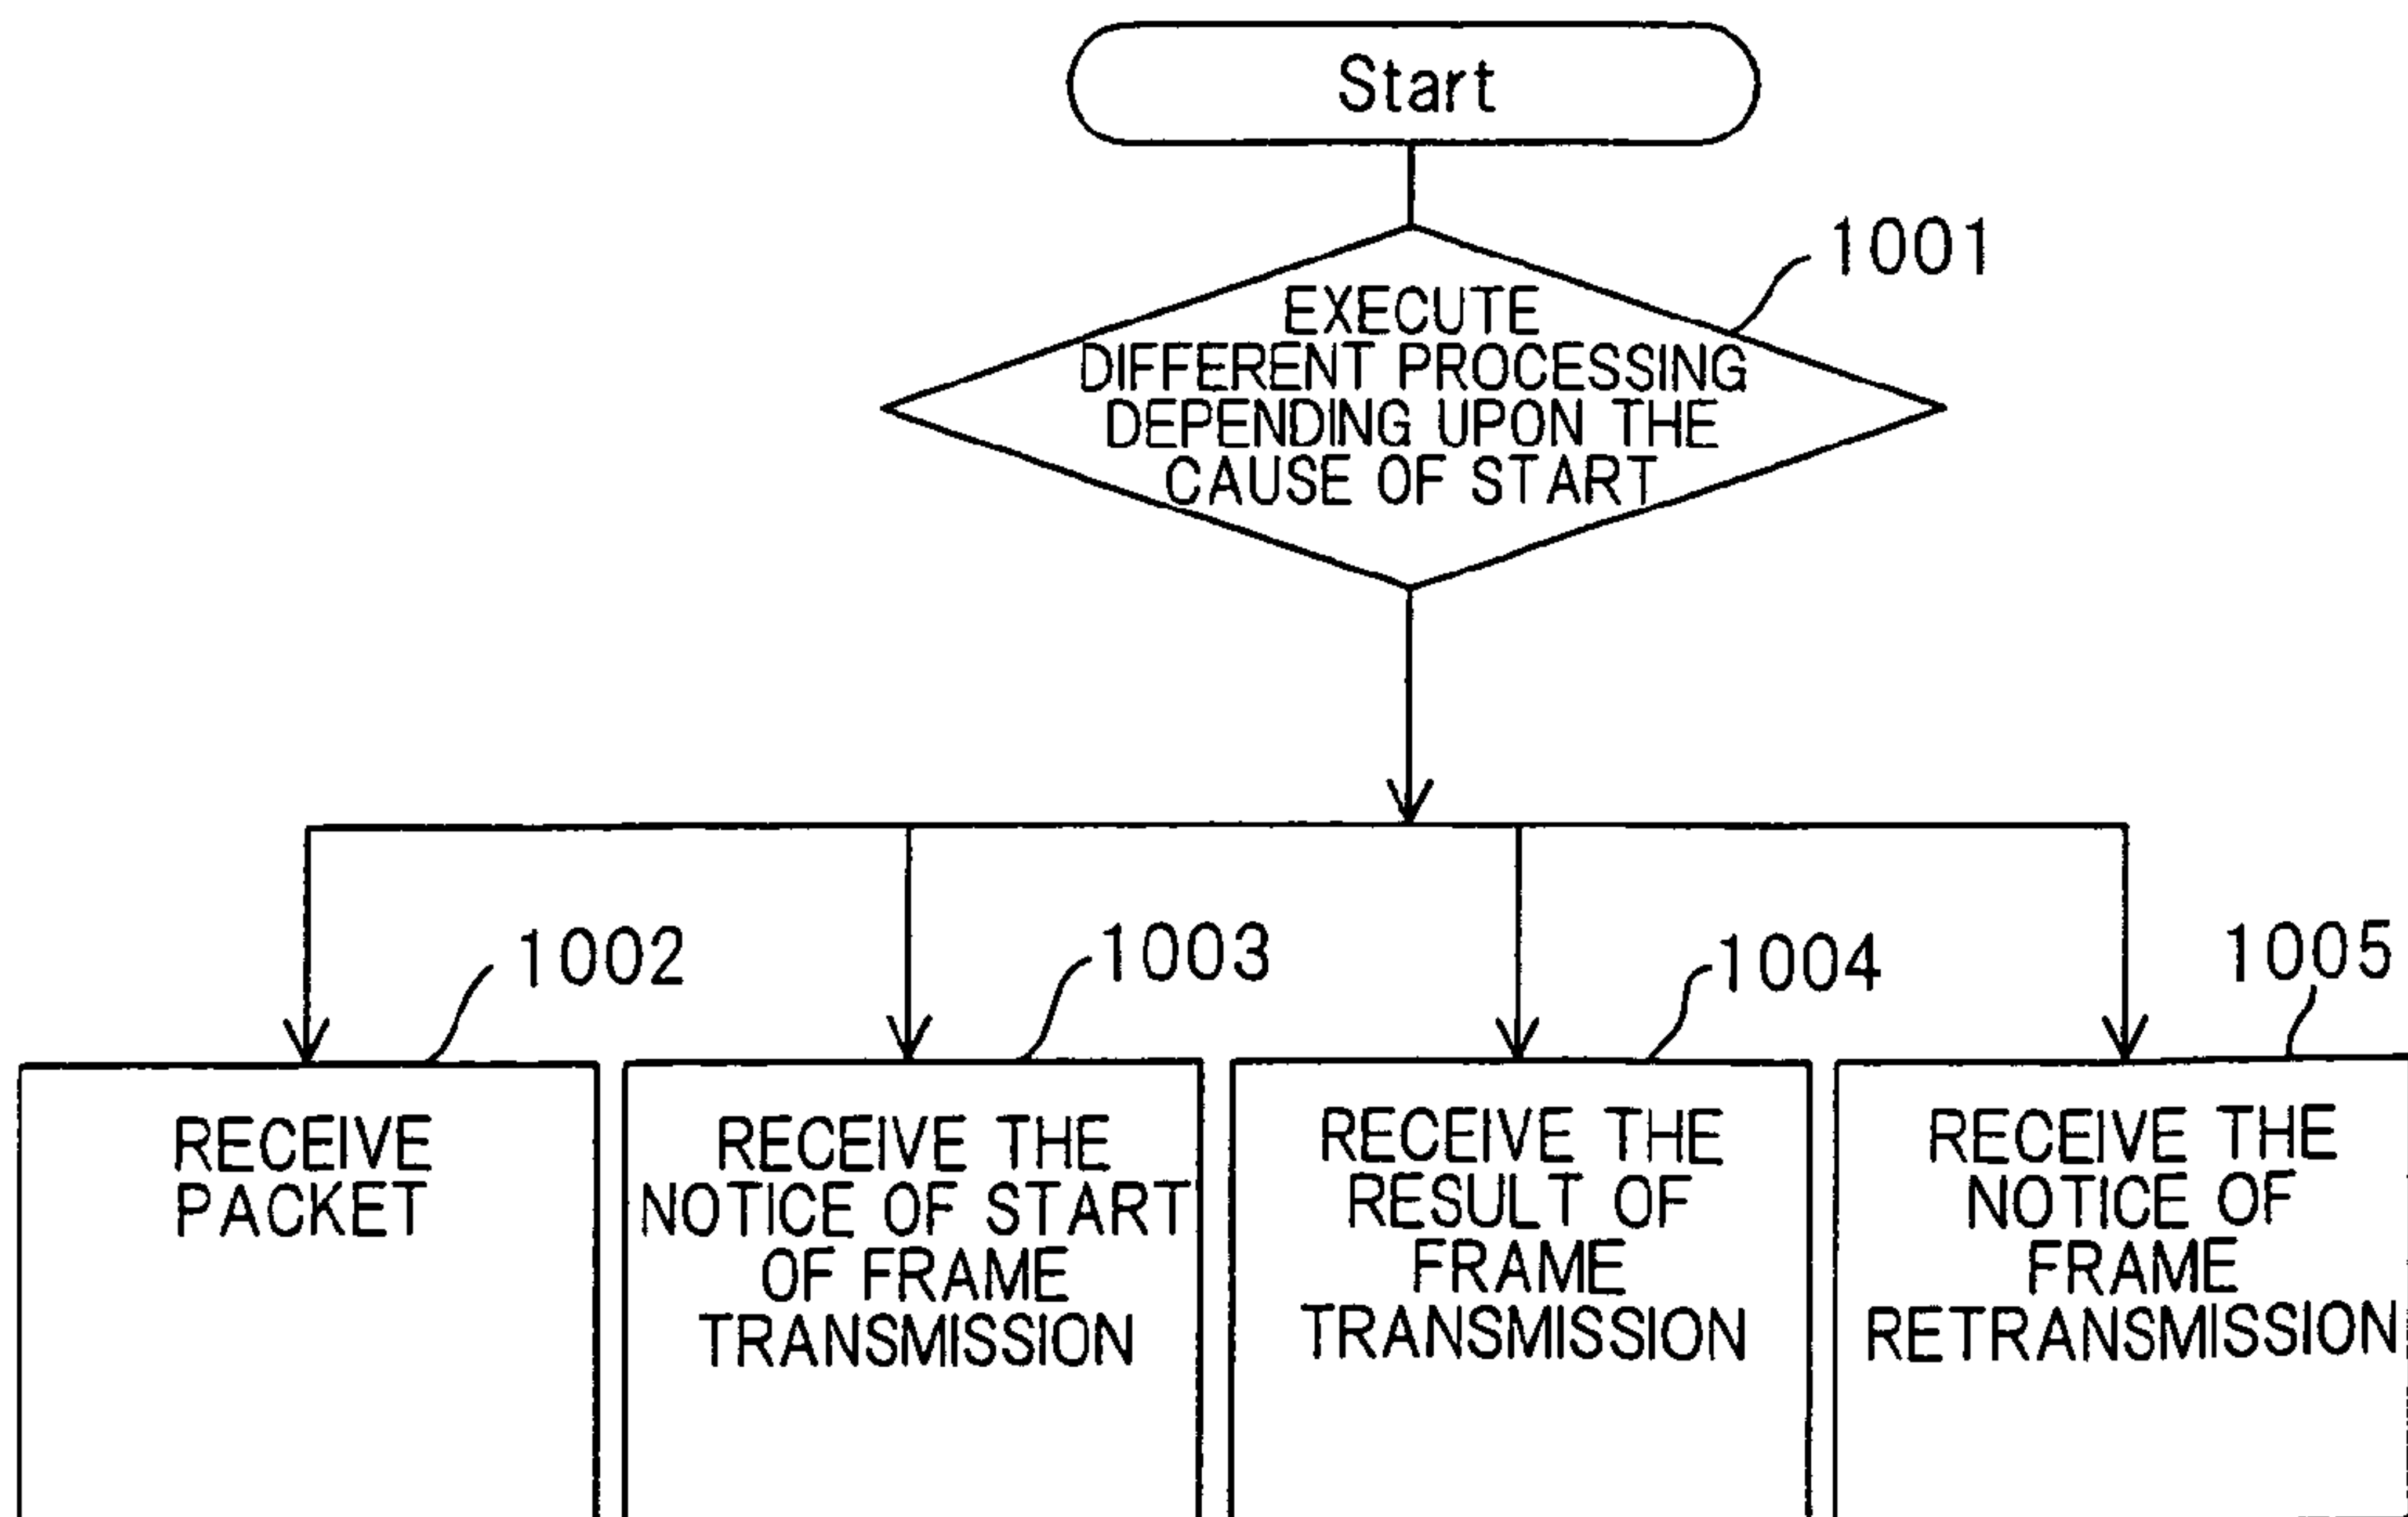 Start
1001
EXECUTE
DIFFERENT PROCESSING
DEPENDING UPON THE
CAUSE OF START
1002
1003
1004
1005
RECEIVE
PACKET
RECEIVE THE
NOTICE OF START
OF FRAME
TRANSMISSION
RECEIVE THE
RESULT OF
FRAME
TRANSMISSION
RECEIVE THE
NOTICE OF
FRAME
RETRANSMISSION